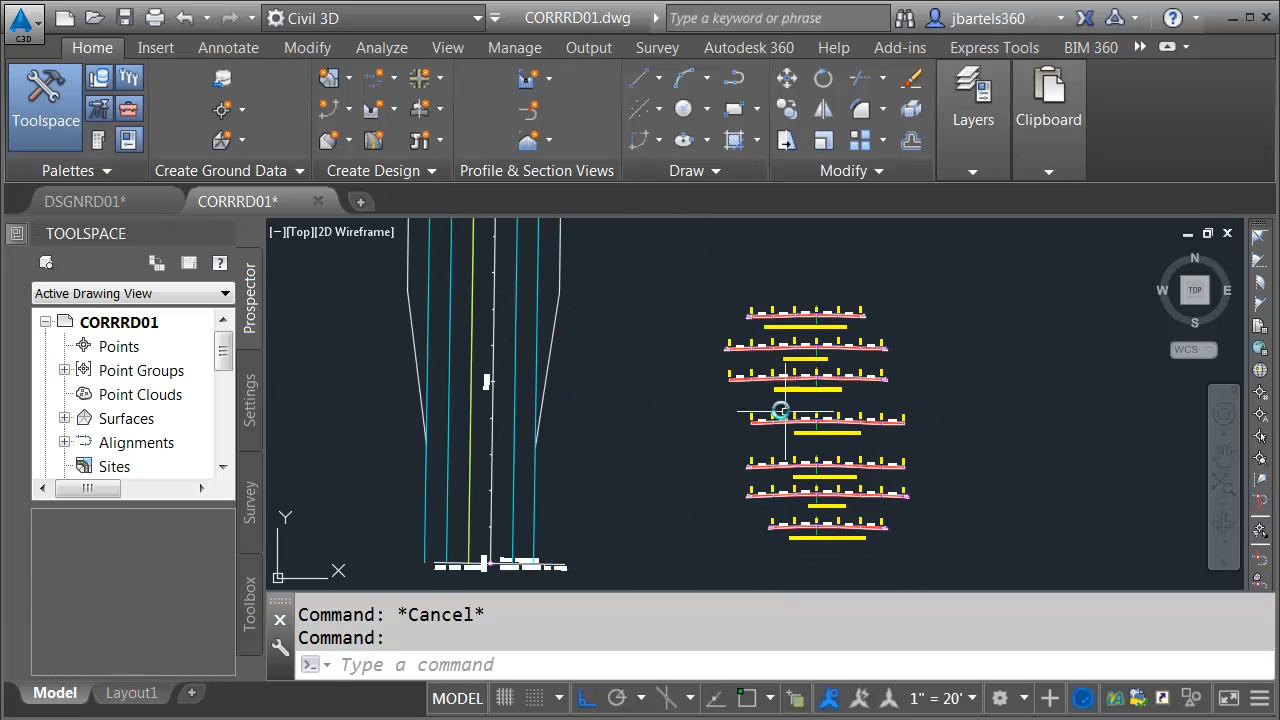 C3D
Civil 3D
CORRRD01.dwg
Type a keyword or phrase
jbartels360
Home Insert Annotate Modify Analyze View Manage Output Survey Autodesk 360 Help Add-ins Express Tools BIM 360
Toolspace
Layers
Clipboard
Palettes
Create Ground Data
Create Design
Profile & Section Views
Draw
Modify
DSGNRD01*
CORRRD01*
TOOLSPACE
[−][Top][2D Wireframe]
Active Drawing View
CORRRD01
Points
Point Groups
Point Clouds
Surfaces
Alignments
Sites
Prospector
Settings
Survey
Toolbox
N
W TOP E
S
WCS
Y
X
Command: *Cancel*
Command:
Type a command
Model
Layout1
MODEL
1" = 20'